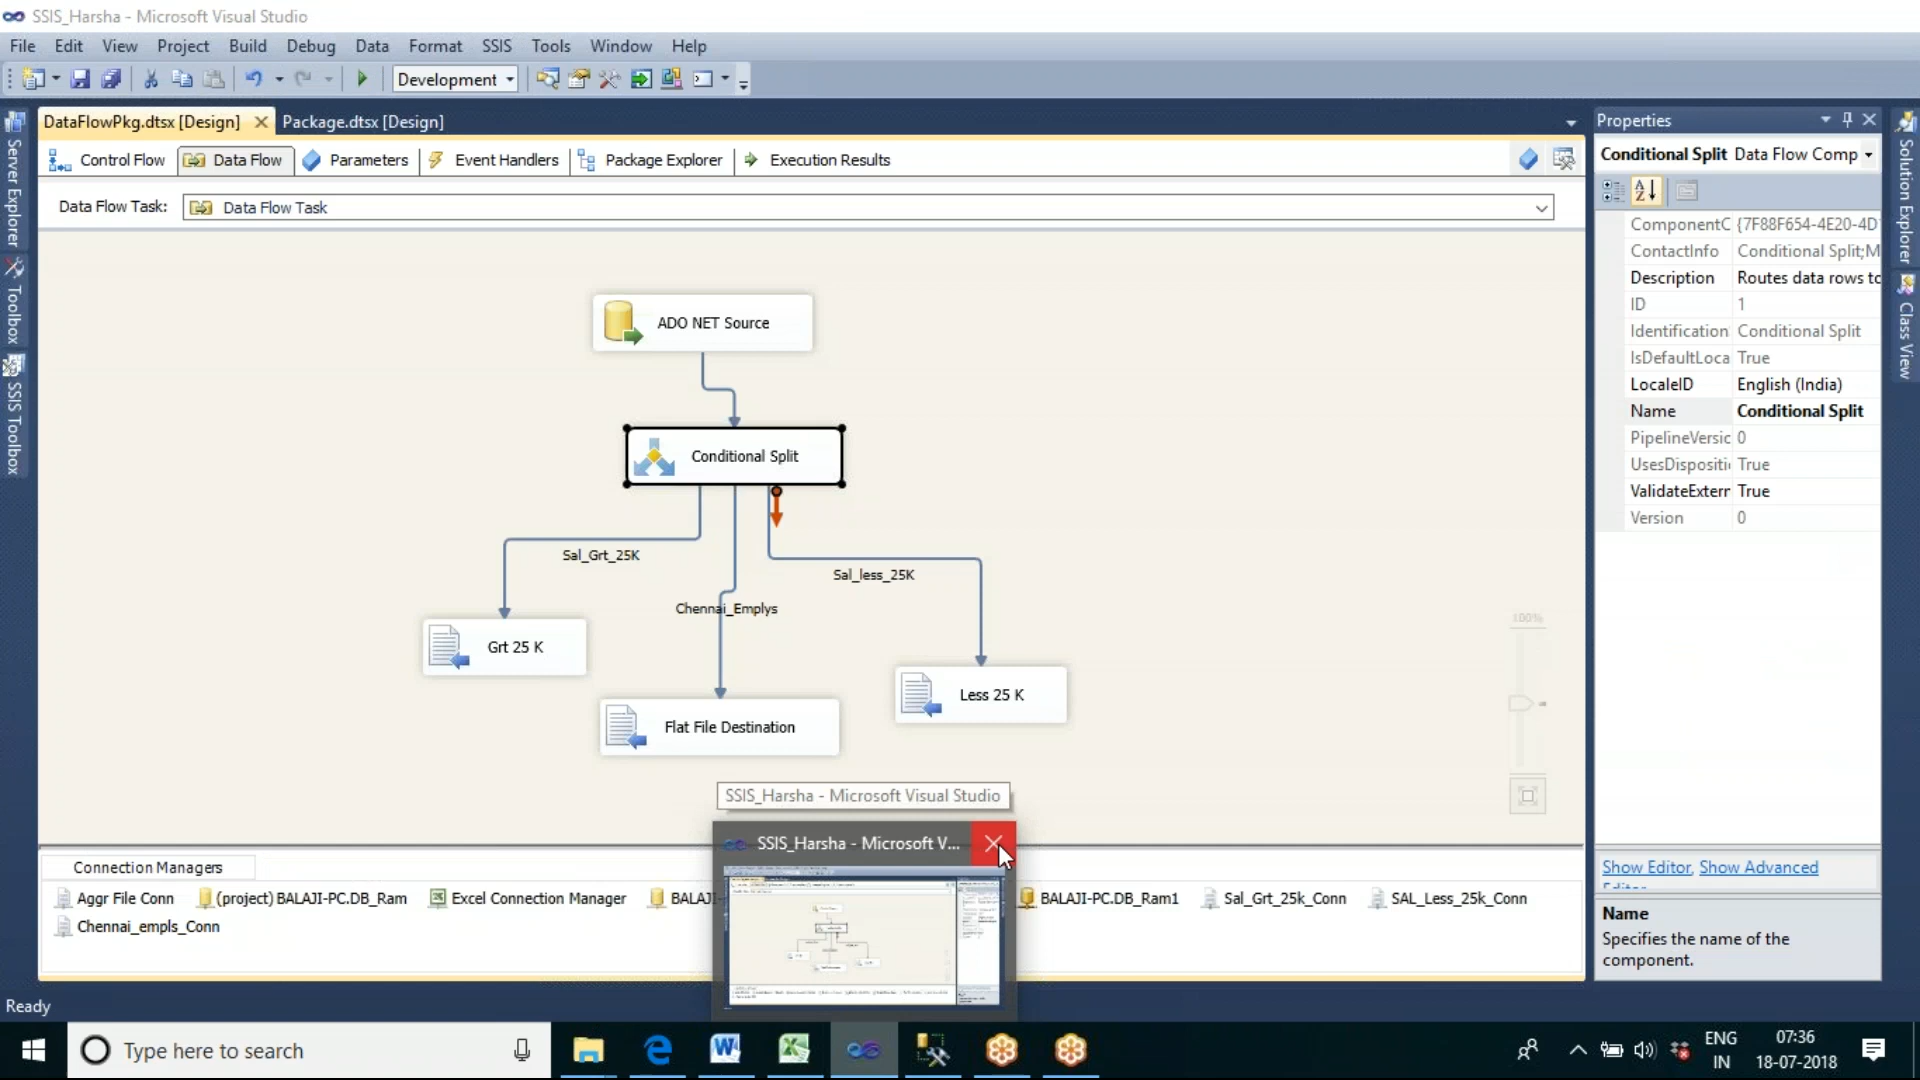 SSIS_Harsha - Microsoft Visual Studio
File Edit View Project Build Debug Data Format SSIS Tools Window Help
Development
DataFlowPkg.dtsx [Design] Package.dtsx [Design]
Control Flow Data Flow Parameters Event Handlers Package Explorer Execution Results
Data Flow Task: Data Flow Task
Server Explorer
Toolbox
SSIS Toolbox
ADO NET Source
Conditional Split
Sal_Grt_25K
Sal_less_25K
Chennai_Emplys
Grt 25 K
Less 25 K
Flat File Destination
100%
SSIS_Harsha - Microsoft Visual Studio
SSIS_Harsha - Microsoft V...
Connection Managers
Aggr File Conn (project) BALAJI-PC.DB_Ram Excel Connection Manager BALAJ BALAJI-PC.DB_Ram1 Sal_Grt_25k_Conn SAL_Less_25k_Conn
Chennai_empls_Conn
Properties
Conditional Split Data Flow Comp
ComponentC {7F88F654-4E20-4D
ContactInfo Conditional Split;M
Description Routes data rows to
ID 1
Identification Conditional Split
IsDefaultLoca True
LocaleID English (India)
Name Conditional Split
PipelineVersic 0
UsesDispositi True
ValidateExterr True
Version 0
Show Editor, Show Advanced
Name
Specifies the name of the
component.
Solution Explorer
Class View
Ready
Type here to search
ENG
IN
07:36
18-07-2018